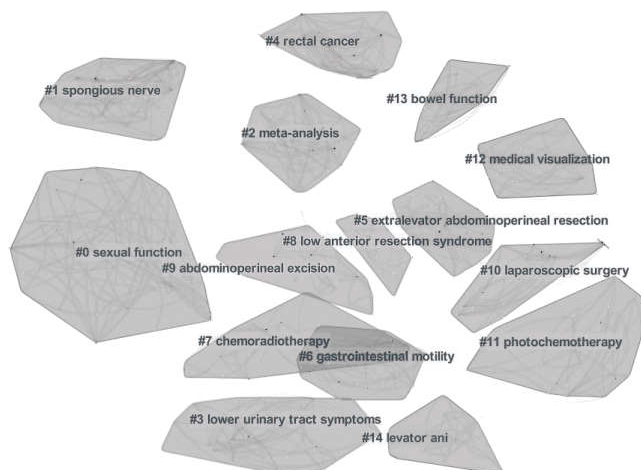 #4 rectal cancer
#1 spongious nerve
#13 bowel function
#2 meta-analysis
#12 medical visualization
#5 extralevator abdominoperineal resection
#8 low anterior resection syndrome
#0 sexual function
#9 abdominoperineal excision
#10 laparoscopic surgery
#7 chemoradiotherapy
#11 photochemotherapy
#6 gastrointestinal motility
#3 lower urinary tract symptoms
#14 levator ani